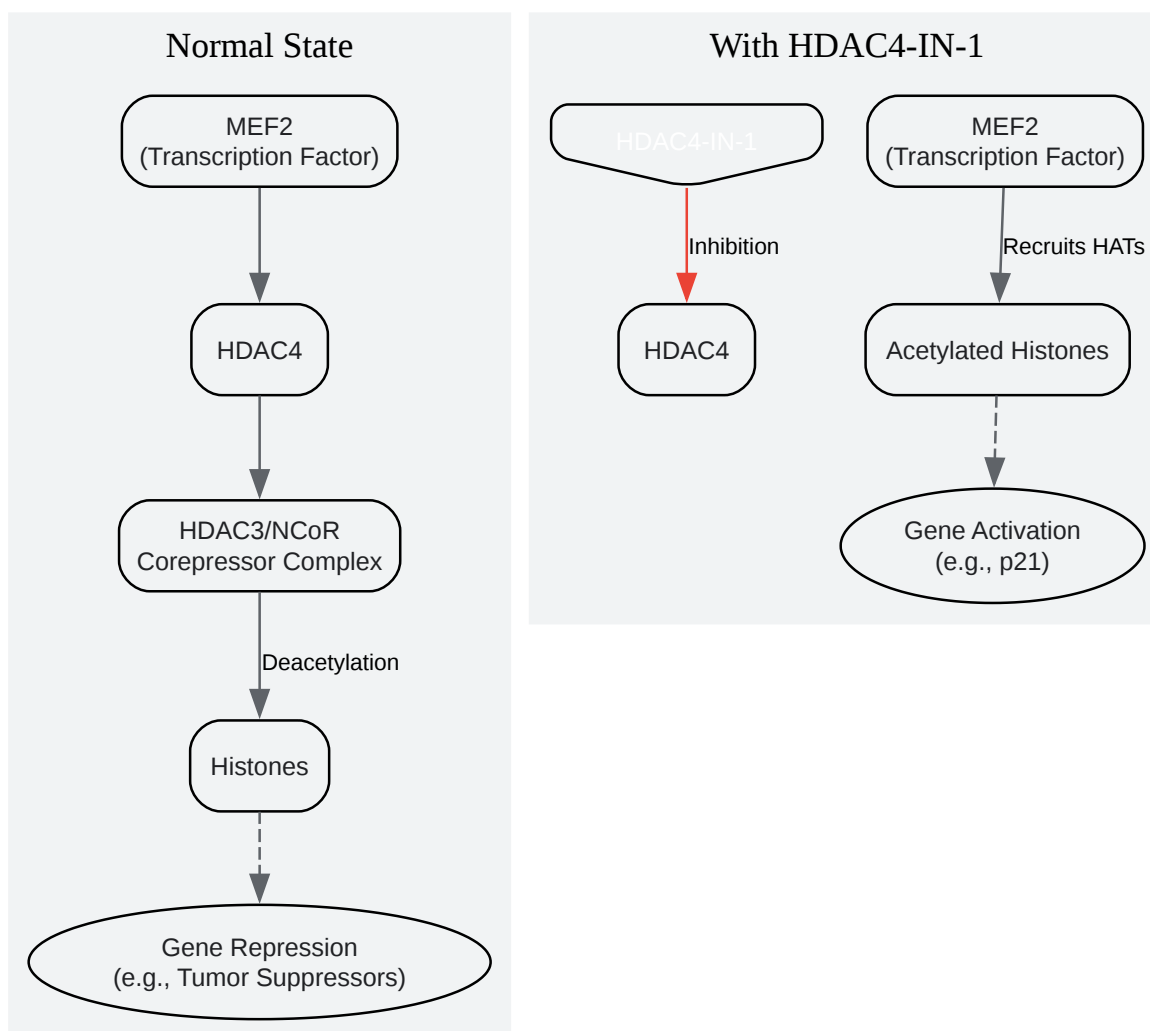 Normal State
MEF2
(Transcription Factor)
HDAC4
HDAC3/NCoR
Corepressor Complex
Deacetylation
Histones
Gene Repression
(e.g., Tumor Suppressors)
With HDAC4-IN-1
HDAC4-IN-1
Inhibition
HDAC4
MEF2
(Transcription Factor)
Recruits HATs
Acetylated Histones
Gene Activation
(e.g., p21)